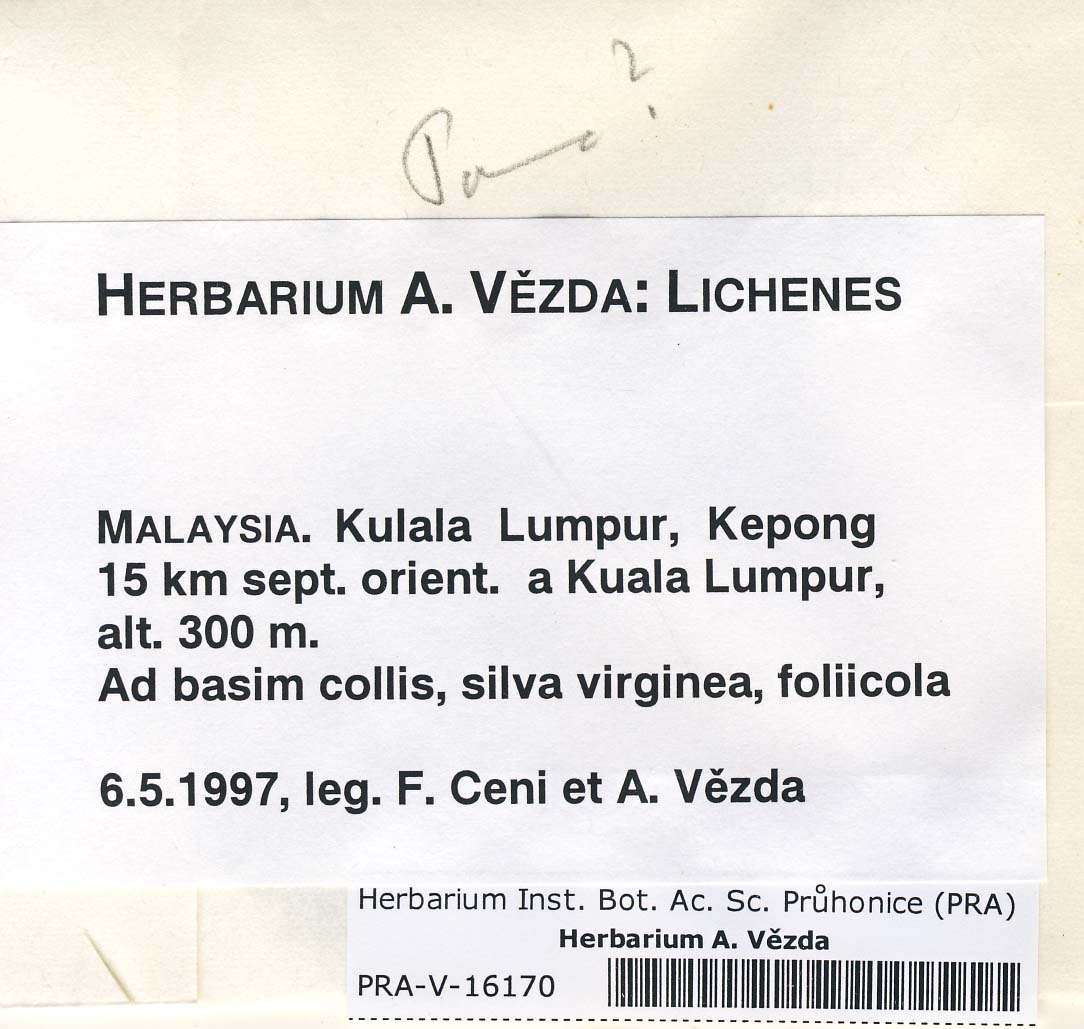 ?
HERBARIUM A. VĚZDA: LICHENES
MALAYSIA. Kulala Lumpur, Kepong
15 km sept. orient. a Kuala Lumpur,
alt. 300 m.
Ad basim collis, silva virginea, foliicola
6.5.1997, leg. F. Ceni et A. Vězda
Herbarium Inst. Bot. Ac. Sc. Průhonice (PRA)
Herbarium A. Vězda
PRA-V-16170